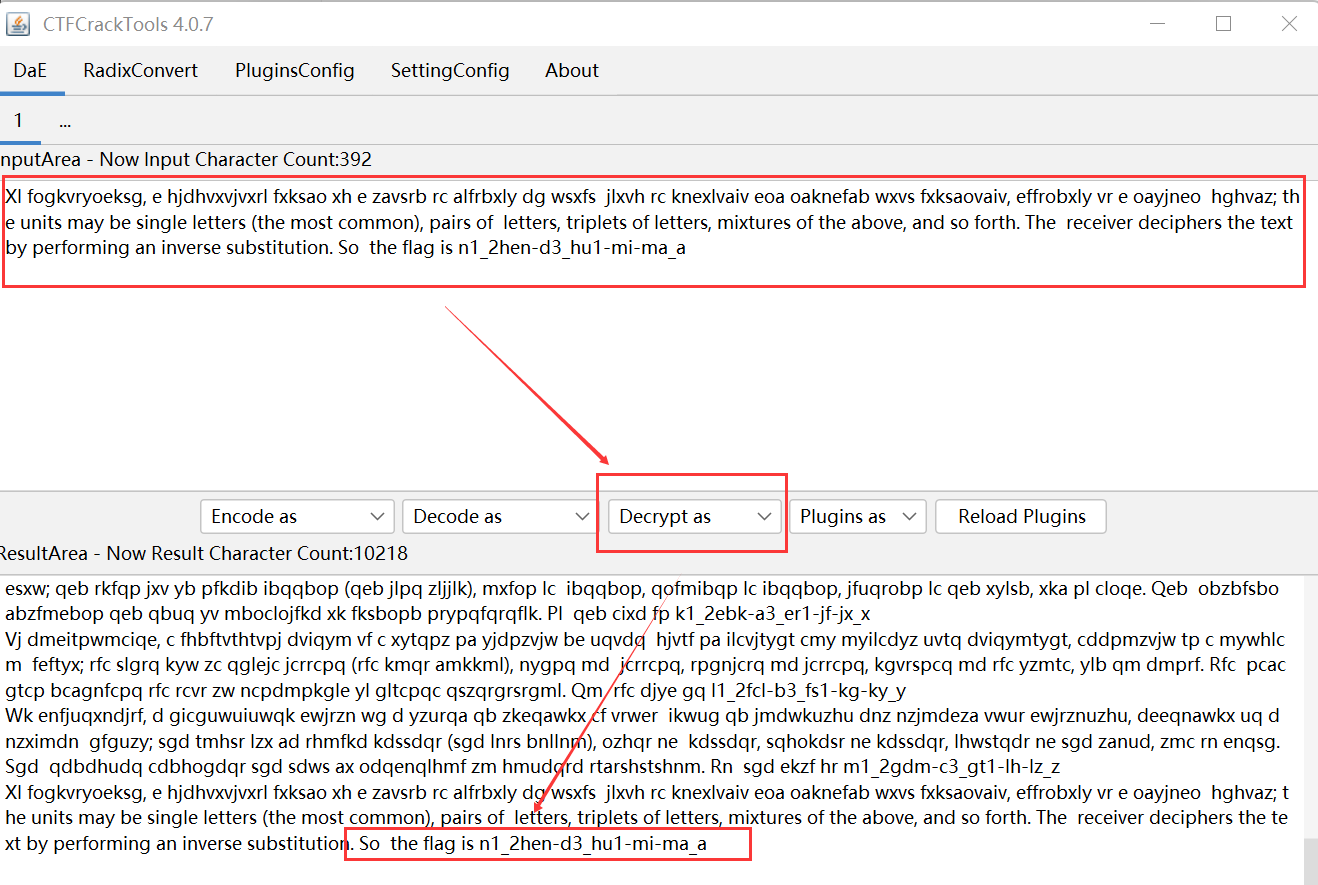 CTFCrackTools 4.0.7
DaE RadixConvert PluginsConfig SettingConfig About
1 ...
nputArea - Now Input Character Count:392
Xl fogkvryoeksg, e hjdhvxvjvxrl fxksao xh e zavsrb rc alfrbxly dg wsxfs  jlxvh rc knexlvaiv eoa oaknefab wxvs fxksaovaiv, effrobxly vr e oayjneo  hghvaz; th
e units may be single letters (the most common), pairs of  letters, triplets of letters, mixtures of the above, and so forth. The  receiver deciphers the text
by performing an inverse substitution. So  the flag is n1_2hen-d3_hu1-mi-ma_a
Encode as Decode as Decrypt as Plugins as Reload Plugins
ResultArea - Now Result Character Count:10218
esxw; qeb rkfqp jxv yb pfkdib ibqqbop (qeb jlpq zljjlk), mxfop lc  ibqqbop, qofmibqp lc ibqqbop, jfuqrobp lc qeb xylsb, xka pl cloqe. Qeb  obzbfsbo
abzfmebop qeb qbuq yv mboclojfkd xk fksbopb prypqfqrqflk. Pl  qeb cixd fp k1_2ebk-a3_er1-jf-jx_x
Vj dmeitpwmciqe, c fhbftvthtvpj dviqym vf c xytqpz pa yjdpzvjw be uqvdq  hjvtf pa ilcvjtygt cmy myilcdyz uvtq dviqymtygt, cddpmzvjw tp c mywhlc
m  feftyx; rfc slgrq kyw zc qglejc jcrrcpq (rfc kmqr amkkml), nygpq md  jcrrcpq, rpgnjcrq md jcrrcpq, kgvrspcq md rfc yzmtc, ylb qm dmprf. Rfc  pcac
gtcp bcagnfcpq rfc rcvr zw ncpdmpkgle yl gltcpqc qszqrgrsrgml. Qm  rfc djye gq l1_2fcl-b3_fs1-kg-ky_y
Wk enfjuqxndjrf, d gicguwuiuwqk ewjrzn wg d yzurqa qb zkeqawkx cf vrwer  ikwug qb jmdwkuzhu dnz nzjmdeza vwur ewjrznuzhu, deeqnawkx uq d
nzximdn  gfguzy; sgd tmhsr lzx ad rhmfkd kdssdqr (sgd lnrs bnllnm), ozhqr ne  kdssdqr, sqhokdsr ne kdssdqr, lhwstqdr ne sgd zanud, zmc rn enqsg.
Sgd  qdbdhudq cdbhogdqr sgd sdws ax odqenqlhmf zm hmudqrd rtarshstshnm. Rn  sgd ekzf hr m1_2gdm-c3_gt1-lh-lz_z
Xl fogkvryoeksg, e hjdhvxvjvxrl fxksao xh e zavsrb rc alfrbxly dg wsxfs  jlxvh rc knexlvaiv eoa oaknefab wxvs fxksaovaiv, effrobxly vr e oayjneo  hghvaz; t
he units may be single letters (the most common), pairs of  letters, triplets of letters, mixtures of the above, and so forth. The  receiver deciphers the te
xt by performing an inverse substitution. So  the flag is n1_2hen-d3_hu1-mi-ma_a